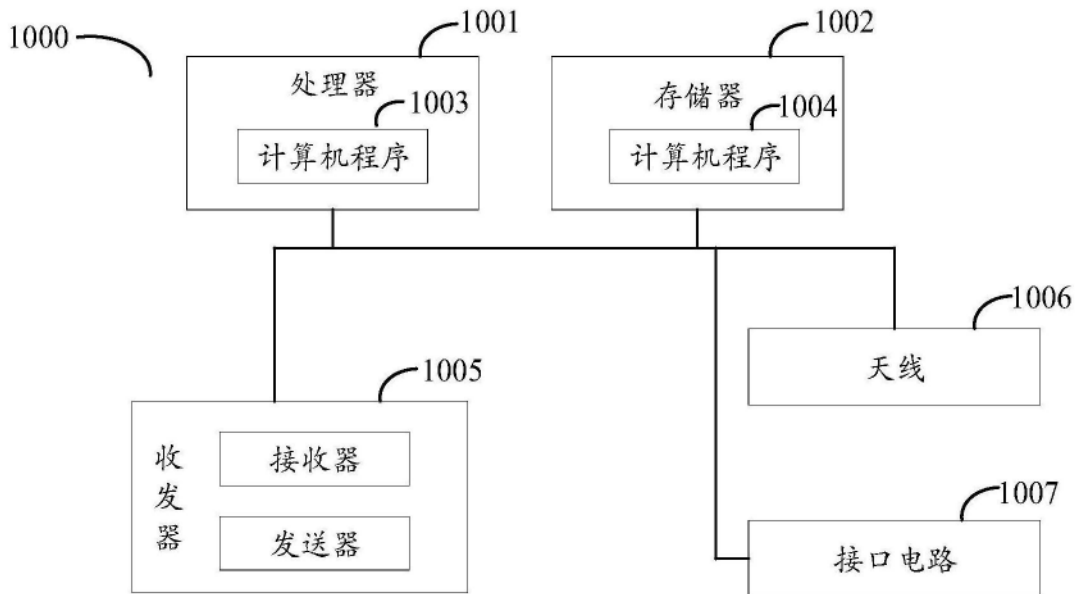 1000
1001
处理器
1003
计算机程序
1002
存储器
1004
计算机程序
1005
收发器
接收器
发送器
1006
天线
1007
接口电路